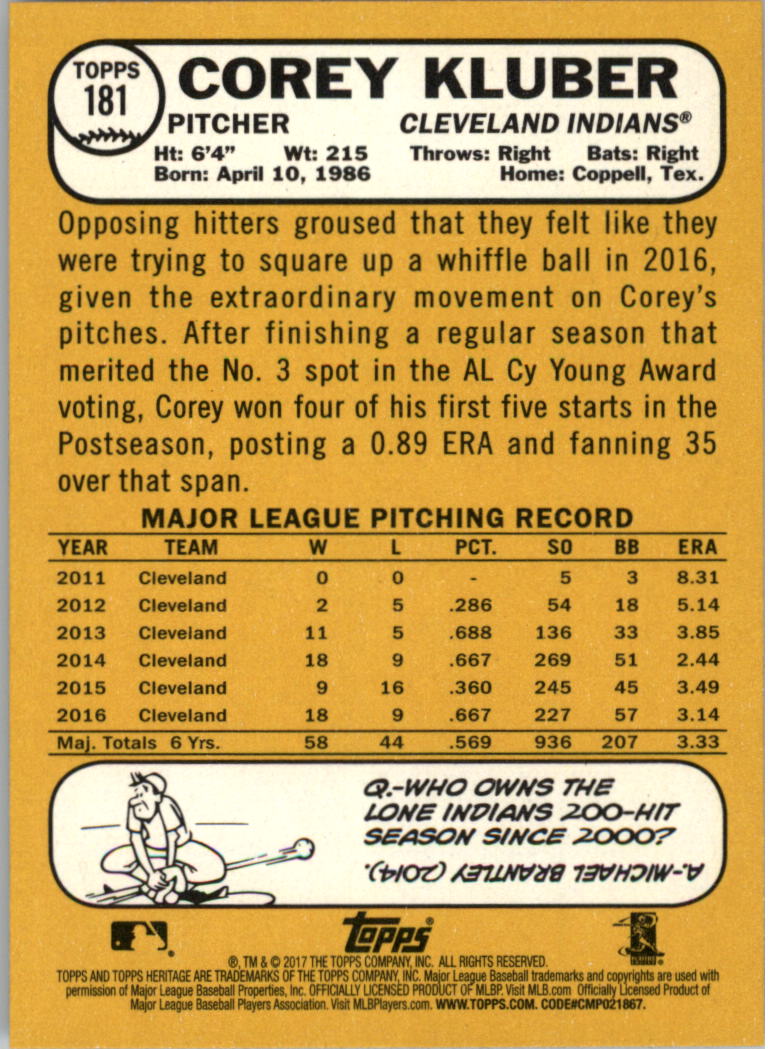 TOPPS
181
COREY KLUBER
PITCHER CLEVELAND INDIANS®
Ht: 6'4" Wt: 215 Throws: Right Bats: Right
Born: April 10, 1986 Home: Coppell, Tex.
Opposing hitters groused that they felt like they
were trying to square up a whiffle ball in 2016,
given the extraordinary movement on Corey's
pitches. After finishing a regular season that
merited the No. 3 spot in the AL Cy Young Award
voting, Corey won four of his first five starts in the
Postseason, posting a 0.89 ERA and fanning 35
over that span.
MAJOR LEAGUE PITCHING RECORD
YEAR TEAM W L PCT. SO BB ERA
2011 Cleveland 0 0 - 5 3 8.31
2012 Cleveland 2 5 .286 54 18 5.14
2013 Cleveland 11 5 .688 136 33 3.85
2014 Cleveland 18 9 .667 269 51 2.44
2015 Cleveland 9 16 .360 245 45 3.49
2016 Cleveland 18 9 .667 227 57 3.14
Maj. Totals 6 Yrs. 58 44 .569 936 207 3.33
Q.-WHO OWNS THE
LONE INDIANS 200-HIT
SEASON SINCE 2000?
A.-MICHAEL BRANTLEY (2014).
Topps®
®, TM & © 2017 THE TOPPS COMPANY, INC. ALL RIGHTS RESERVED.
TOPPS AND TOPPS HERITAGE ARE TRADEMARKS OF THE TOPPS COMPANY, INC. Major League Baseball trademarks and copyrights are used with
permission of Major League Baseball Properties, Inc. OFFICIALLY LICENSED PRODUCT OF MLBP. Visit MLB.com Officially Licensed Product of
Major League Baseball Players Association. Visit MLBPlayers.com. WWW.TOPPS.COM. CODE#CMP021867.